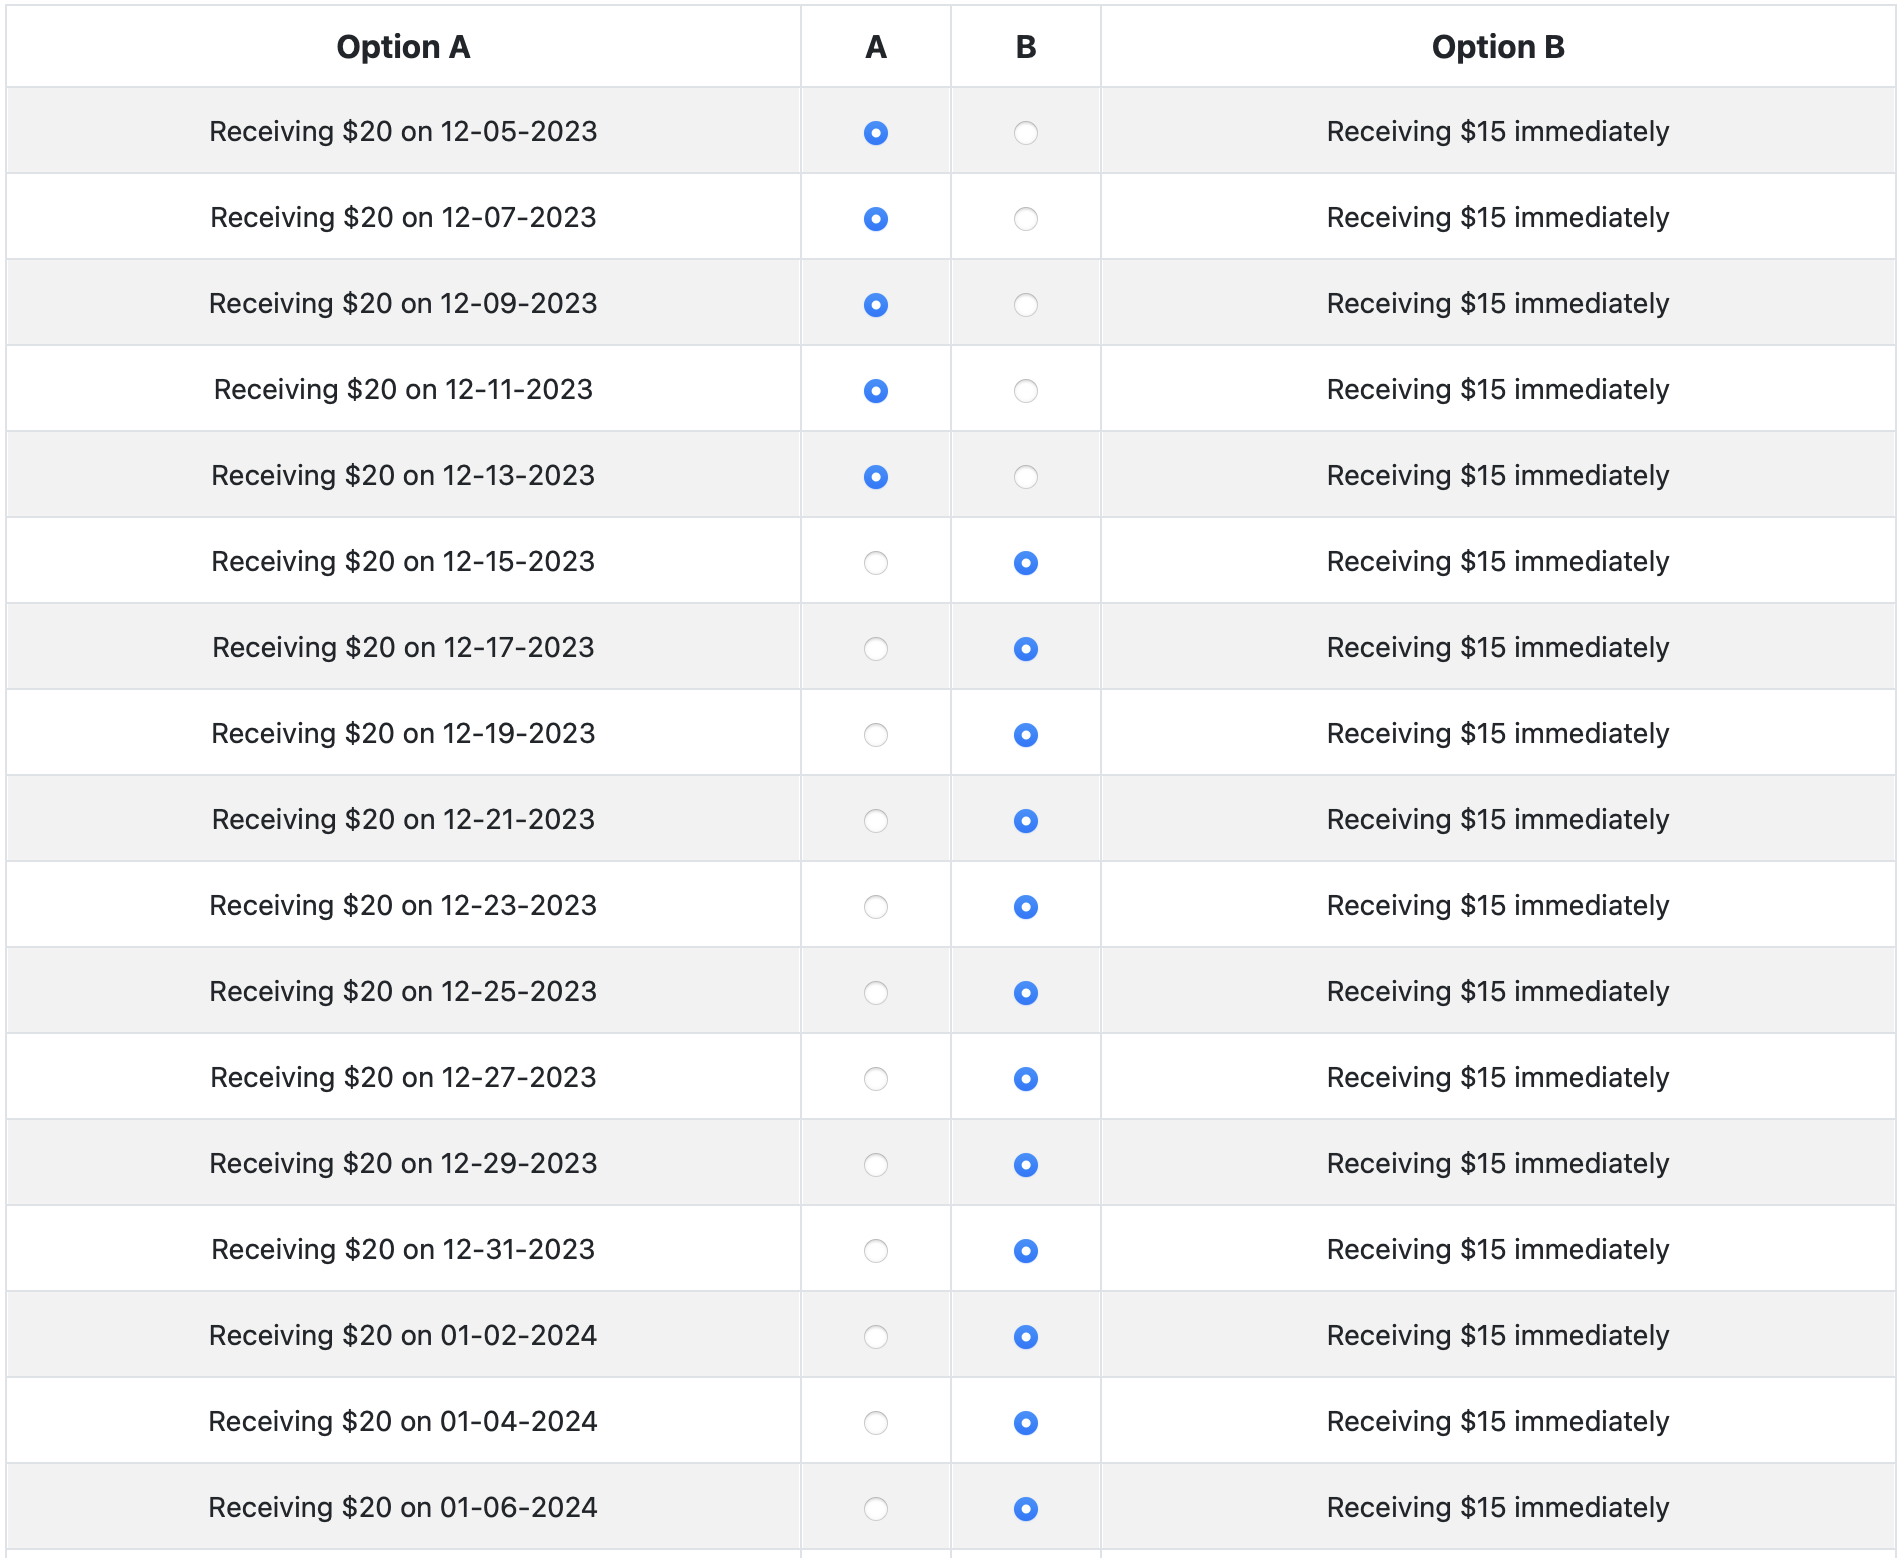 Option A A B Option B
Receiving $20 on 12-05-2023 Receiving $15 immediately
Receiving $20 on 12-07-2023 Receiving $15 immediately
Receiving $20 on 12-09-2023 Receiving $15 immediately
Receiving $20 on 12-11-2023 Receiving $15 immediately
Receiving $20 on 12-13-2023 Receiving $15 immediately
Receiving $20 on 12-15-2023 Receiving $15 immediately
Receiving $20 on 12-17-2023 Receiving $15 immediately
Receiving $20 on 12-19-2023 Receiving $15 immediately
Receiving $20 on 12-21-2023 Receiving $15 immediately
Receiving $20 on 12-23-2023 Receiving $15 immediately
Receiving $20 on 12-25-2023 Receiving $15 immediately
Receiving $20 on 12-27-2023 Receiving $15 immediately
Receiving $20 on 12-29-2023 Receiving $15 immediately
Receiving $20 on 12-31-2023 Receiving $15 immediately
Receiving $20 on 01-02-2024 Receiving $15 immediately
Receiving $20 on 01-04-2024 Receiving $15 immediately
Receiving $20 on 01-06-2024 Receiving $15 immediately